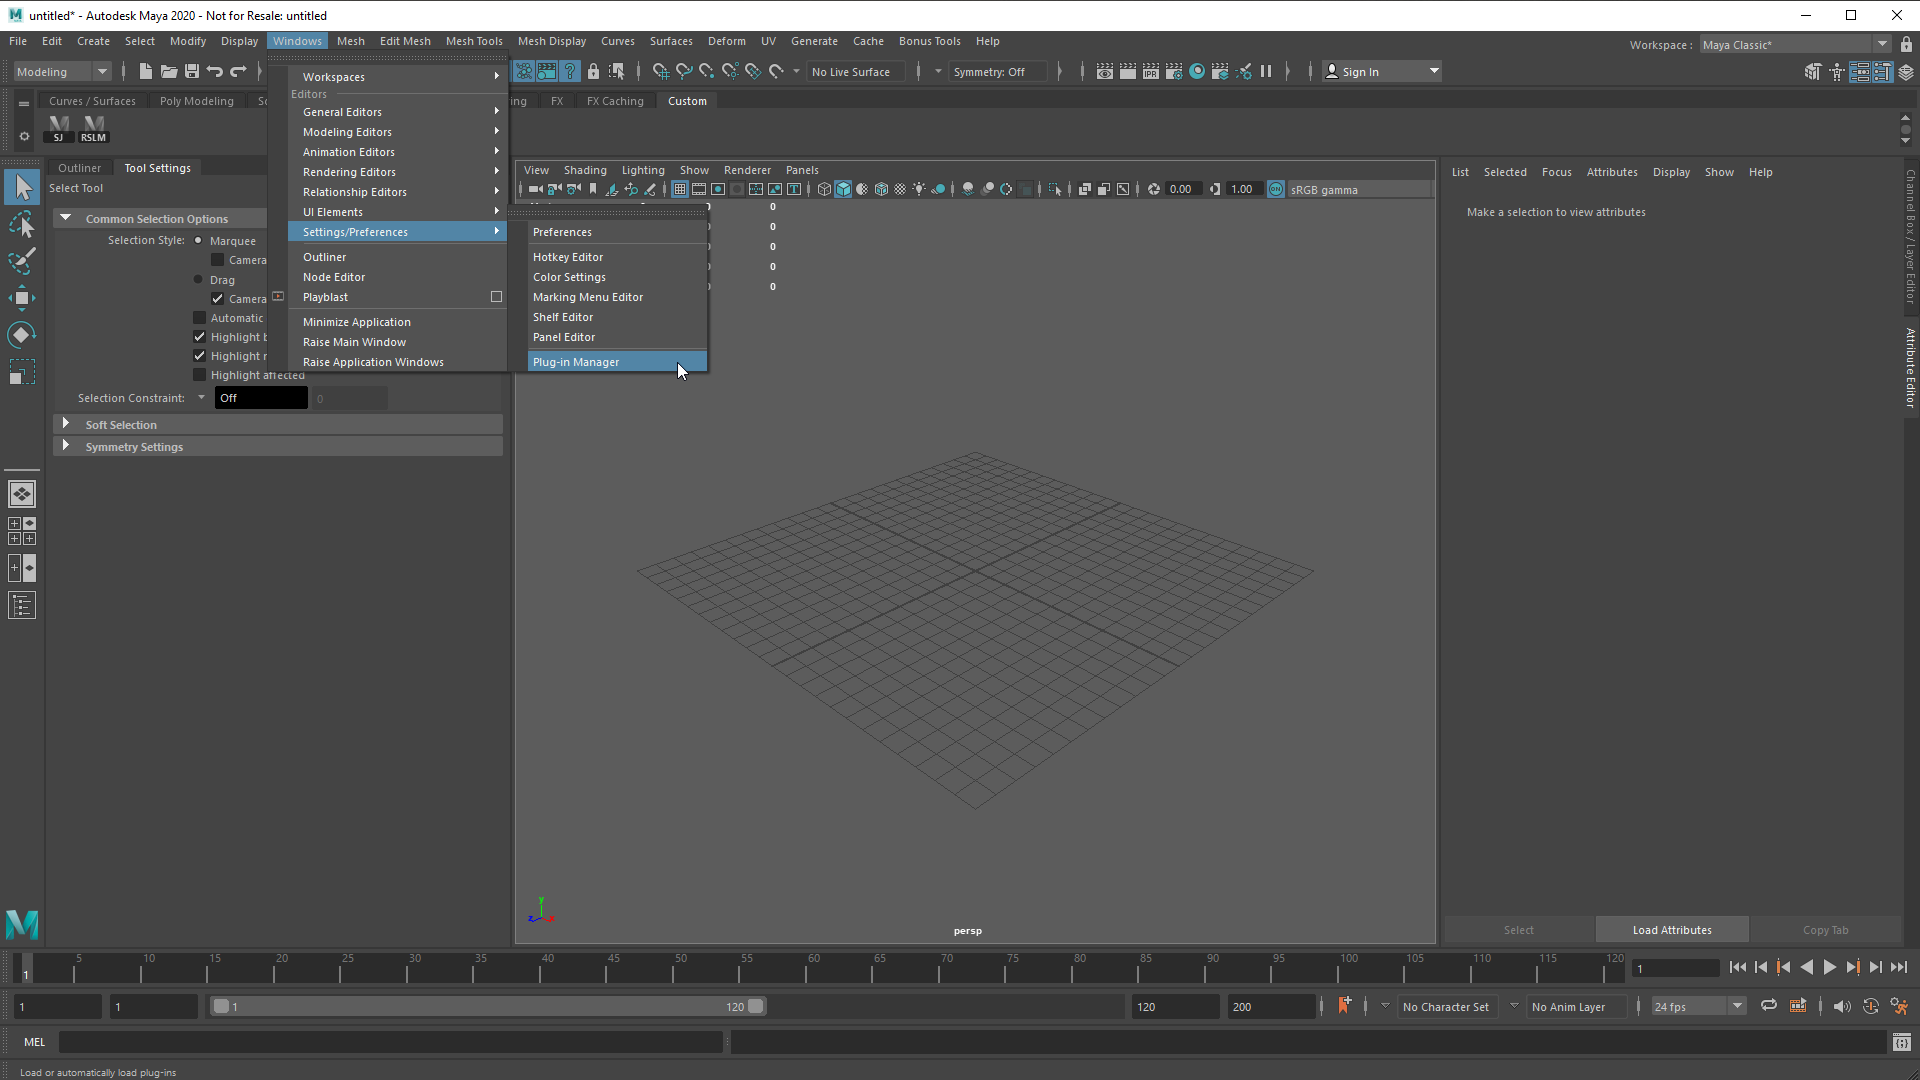 untitled* - Autodesk Maya 2020 - Not for Resale: untitled
File Edit Create Select Modify Display Windows Mesh Edit Mesh Mesh Tools Mesh Display Curves Surfaces Deform UV Generate Cache Bonus Tools Help
Workspace : Maya Classic*
Modeling
No Live Surface
Symmetry: Off
Sign In
Curves / Surfaces Poly Modeling
FX FX Caching Custom
SJ RSLM
Workspaces
Editors
General Editors
Modeling Editors
Animation Editors
Rendering Editors
Relationship Editors
UI Elements
Settings/Preferences
Outliner
Node Editor
Playblast
Minimize Application
Raise Main Window
Raise Application Windows
Preferences
Hotkey Editor
Color Settings
Marking Menu Editor
Shelf Editor
Panel Editor
Plug-in Manager
Outliner Tool Settings
Select Tool
Common Selection Options
Selection Style: Marquee
Camera
Drag
Camera
Automatic
Highlight
Highlight
Highlight affected
Selection Constraint: Off 0
Soft Selection
Symmetry Settings
View Shading Lighting Show Renderer Panels
0.00 1.00 ON sRGB gamma
0
0
0
0
0
y
z x
persp
List Selected Focus Attributes Display Show Help
Make a selection to view attributes
Channel Box / Layer Editor
Attribute Editor
Select Load Attributes Copy Tab
1 5 10 15 20 25 30 35 40 45 50 55 60 65 70 75 80 85 90 95 100 105 110 115 120
1
1 1 1 120 120 200
No Character Set No Anim Layer 24 fps
MEL
Load or automatically load plug-ins